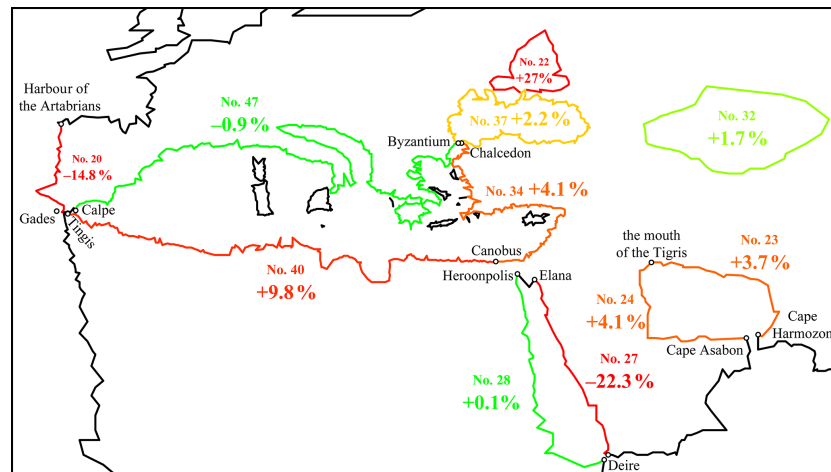 No. 22
+27%
Harbour of
the Artabrians
No. 47
−0.9 %
No. 37 +2.2 %
No. 32
+1.7 %
Byzantium
Chalcedon
No. 20
−14.8 %
No. 34 +4.1 %
Gades
Calpe
Tingis
the mouth
of the Tigris
No. 23
+3.7 %
Canobus
No. 40
+9.8 %
Heroonpolis
Elana
No. 24
+4.1 %
Cape
Harmozon
Cape Asabon
No. 27
−22.3 %
No. 28
+0.1 %
Deire